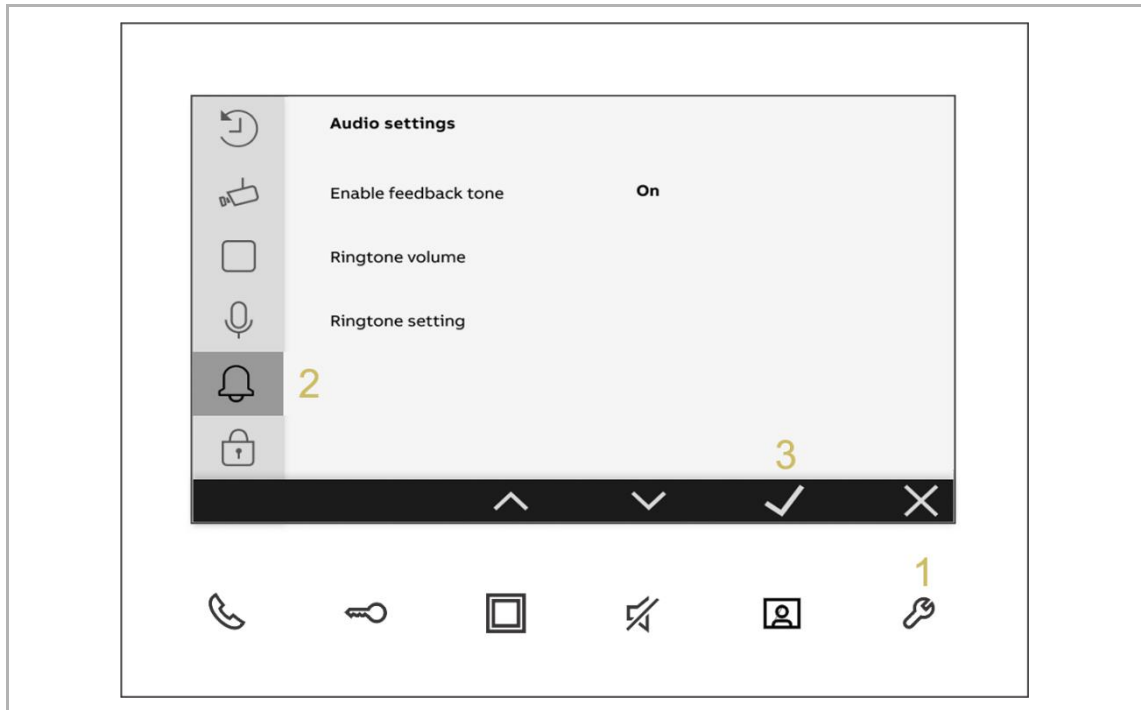 Audio settings
Enable feedback tone On
Ringtone volume
Ringtone setting
2
3
1